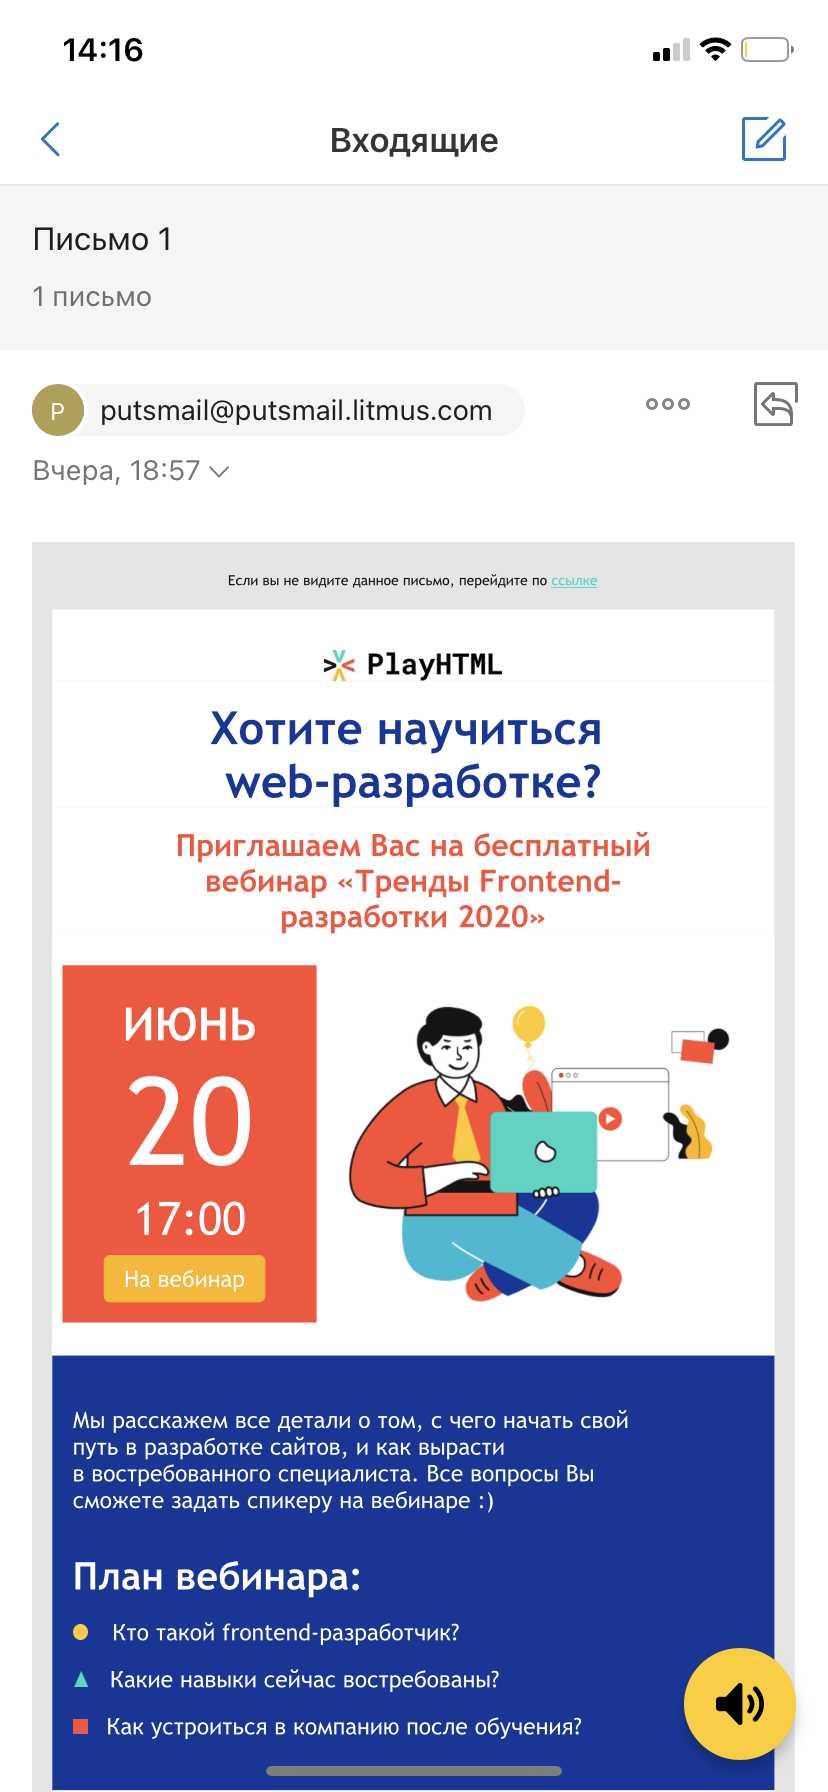 14:16
Входящие
Письмо 1
1 письмо
P
putsmail@putsmail.litmus.com
Вчера, 18:57
Если вы не видите данное письмо, перейдите по ссылке
PlayHTML
Хотите научиться
web-разработке?
Приглашаем Вас на бесплатный
вебинар «Тренды Frontend-
разработки 2020»
ИЮНЬ
20
17:00
На вебинар
Мы расскажем все детали о том, с чего начать свой
путь в разработке сайтов, и как вырасти
в востребованного специалиста. Все вопросы Вы
сможете задать спикеру на вебинаре :)
План вебинара:
Кто такой frontend-разработчик?
Какие навыки сейчас востребованы?
Как устроиться в компанию после обучения?